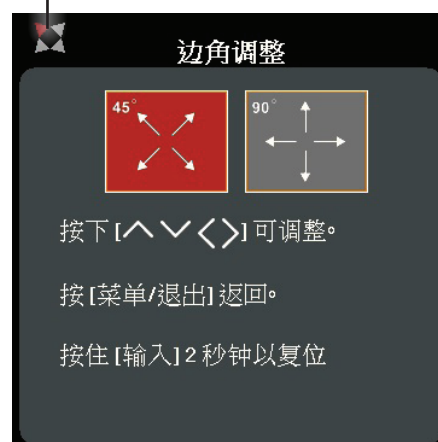 边角调整
45° 90°
按下 [∧∨<>] 可调整。
按 [菜单/退出] 返回。
按住 [输入] 2 秒钟以复位